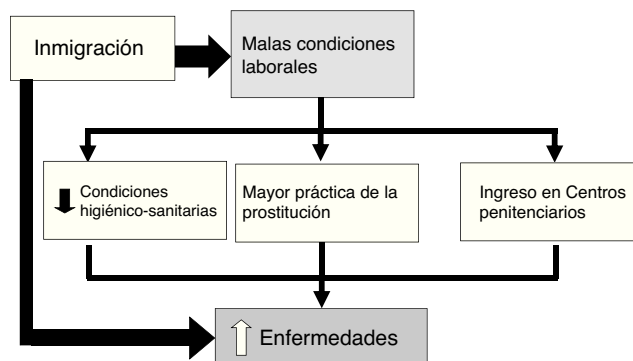 Inmigración
Malas condiciones
laborales
Condiciones
higiénico-sanitarias
Mayor práctica de la
prostitución
Ingreso en Centros
penitenciarios
Enfermedades